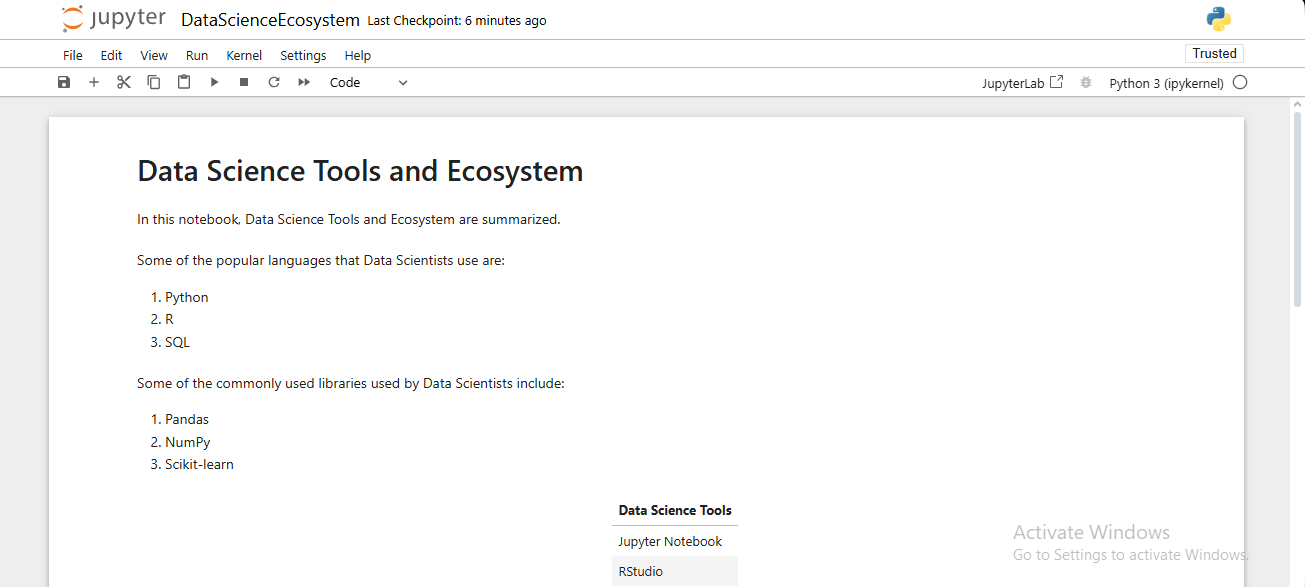 jupyter DataScienceEcosystem Last Checkpoint: 6 minutes ago
File Edit View Run Kernel Settings Help Trusted
Code JupyterLab Python 3 (ipykernel)
Data Science Tools and Ecosystem
In this notebook, Data Science Tools and Ecosystem are summarized.
Some of the popular languages that Data Scientists use are:
1. Python
2. R
3. SQL
Some of the commonly used libraries used by Data Scientists include:
1. Pandas
2. NumPy
3. Scikit-learn
Data Science Tools
Jupyter Notebook
RStudio
Activate Windows
Go to Settings to activate Windows.